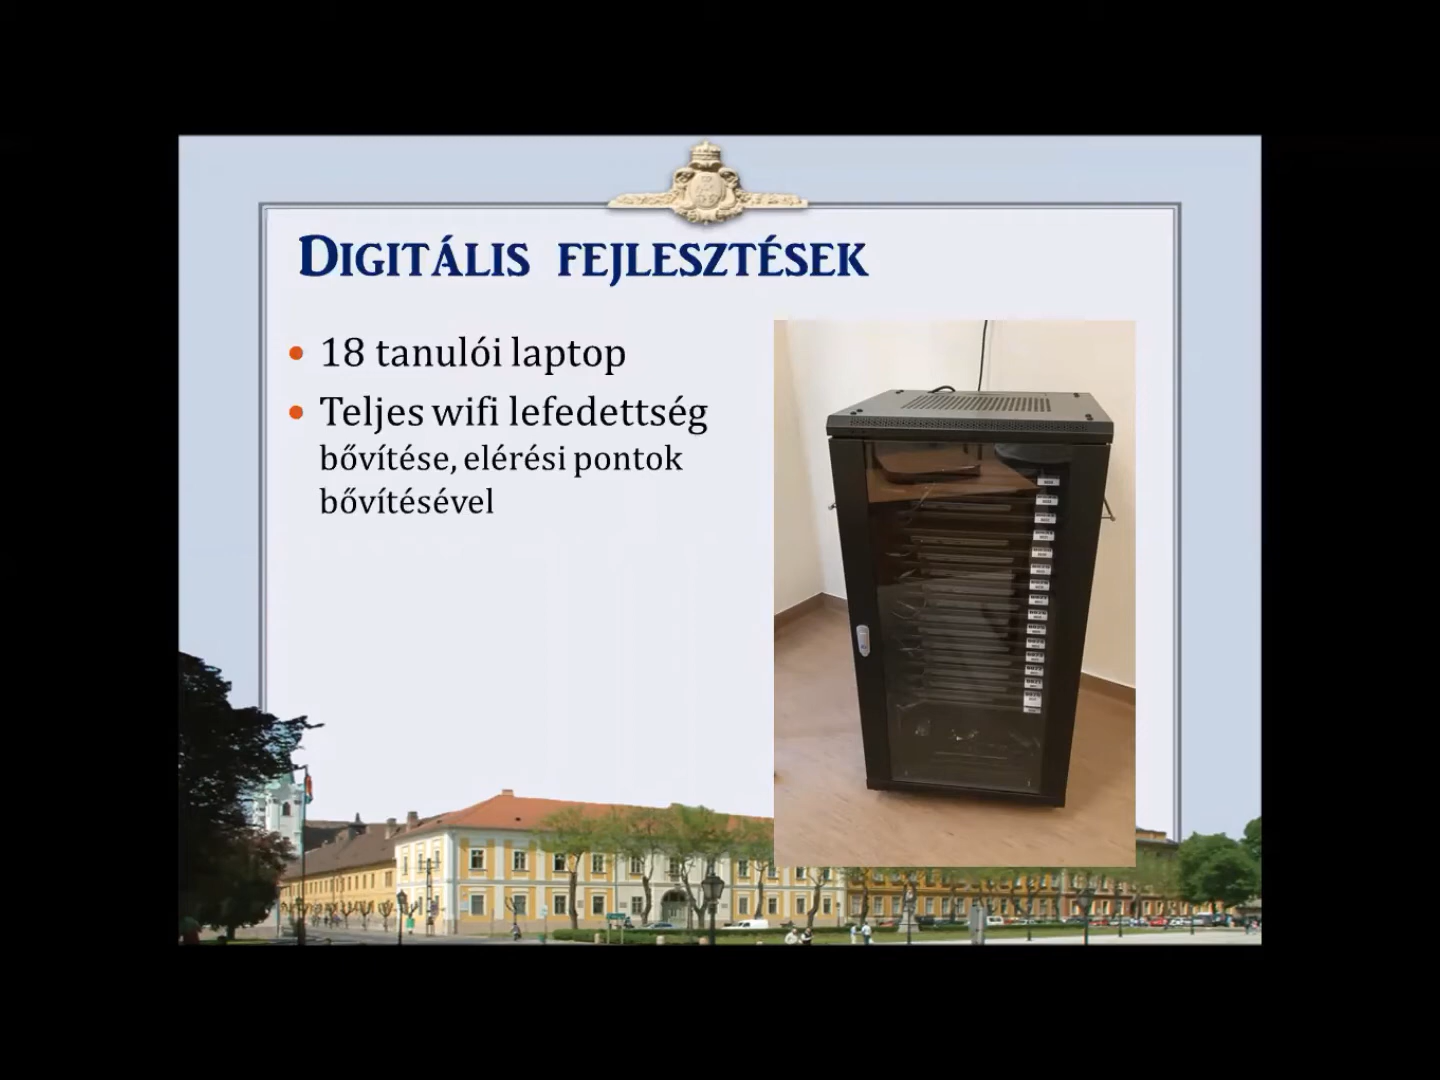 Digitális fejlesztések
• 18 tanulói laptop
• Teljes wifi lefedettség
bővítése, elérési pontok
bővítésével